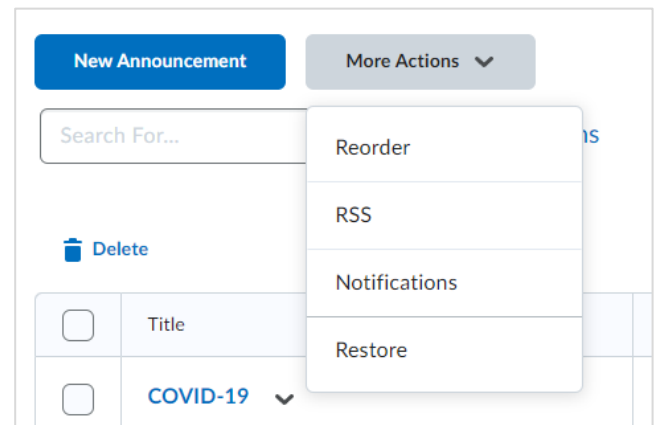 New Announcement
More Actions
Search For...
Reorder
RSS
Notifications
Restore
Delete
Title
COVID-19